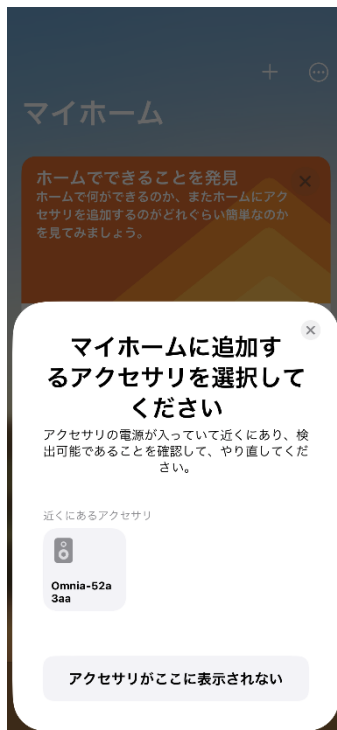 マイホーム
ホームでできることを発見
ホームで何ができるのか、またホームにアク
セサリを追加するのがどれぐらい簡単なのか
を見てみましょう。
マイホームに追加す
るアクセサリを選択して
ください
アクセサリの電源が入っていて近くにあり、検
出可能であることを確認して、やり直してくだ
さい。
近くにあるアクセサリ
Omnia-52a
3aa
アクセサリがここに表示されない